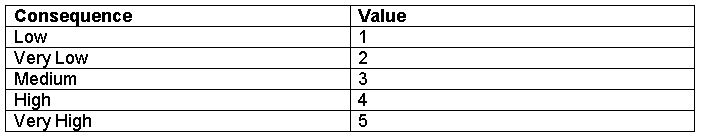 Consequence Value
Low 1
Very Low 2
Medium 3
High 4
Very High 5